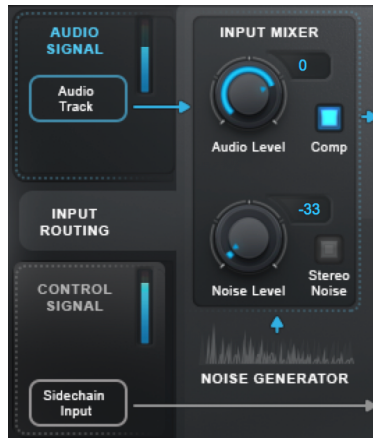 AUDIO
SIGNAL
Audio
Track
INPUT
ROUTING
CONTROL
SIGNAL
Sidechain
Input
INPUT MIXER
0
Audio Level
Comp
-33
Noise Level
Stereo
Noise
NOISE GENERATOR